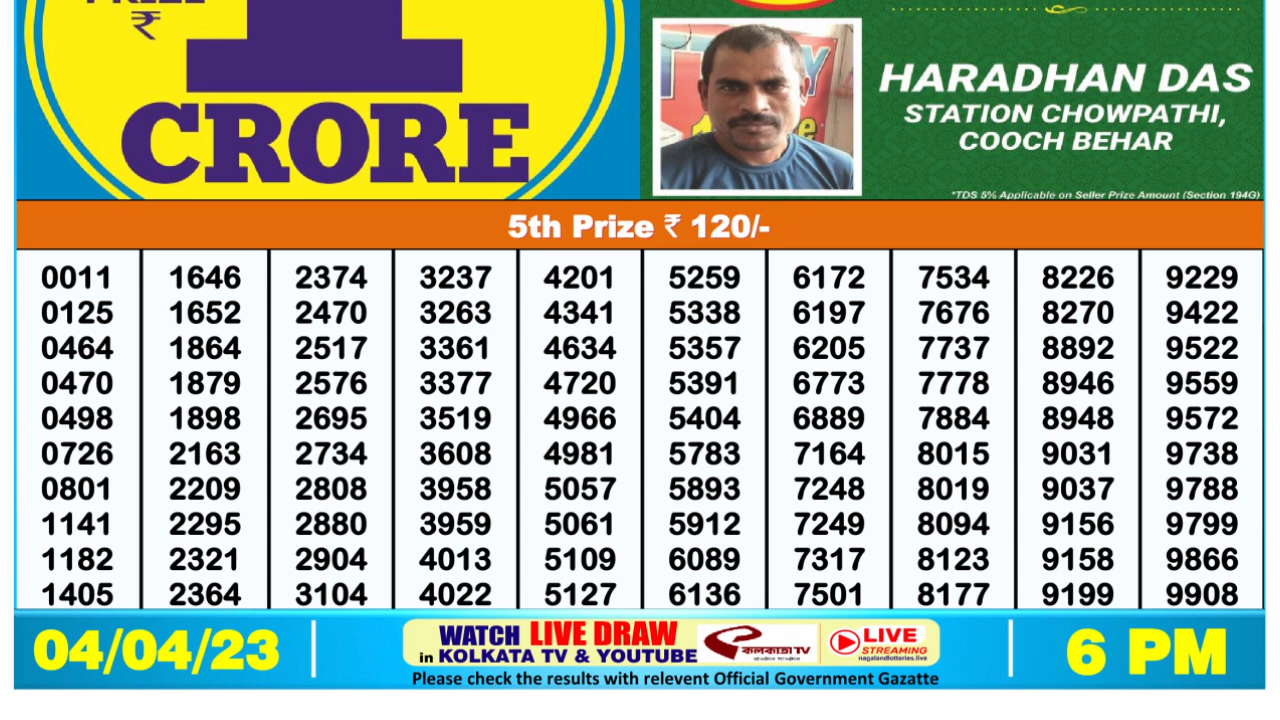 ₹
1
CRORE
HARADHAN DAS
STATION CHOWPATHI,
COOCH BEHAR
*TDS 5% Applicable on Seller Prize Amount (Section 194G)
5th Prize ₹ 120/-
0011 1646 2374 3237 4201 5259 6172 7534 8226 9229
0125 1652 2470 3263 4341 5338 6197 7676 8270 9422
0464 1864 2517 3361 4634 5357 6205 7737 8892 9522
0470 1879 2576 3377 4720 5391 6773 7778 8946 9559
0498 1898 2695 3519 4966 5404 6889 7884 8948 9572
0726 2163 2734 3608 4981 5783 7164 8015 9031 9738
0801 2209 2808 3958 5057 5893 7248 8019 9037 9788
1141 2295 2880 3959 5061 5912 7249 8094 9156 9799
1182 2321 2904 4013 5109 6089 7317 8123 9158 9866
1405 2364 3104 4022 5127 6136 7501 8177 9199 9908
04/04/23
WATCH LIVE DRAW
in KOLKATA TV & YOUTUBE
কলকাতা TV
LIVE
STREAMING
nagalandlotteries.live
6 PM
Please check the results with relevent Official Government Gazatte